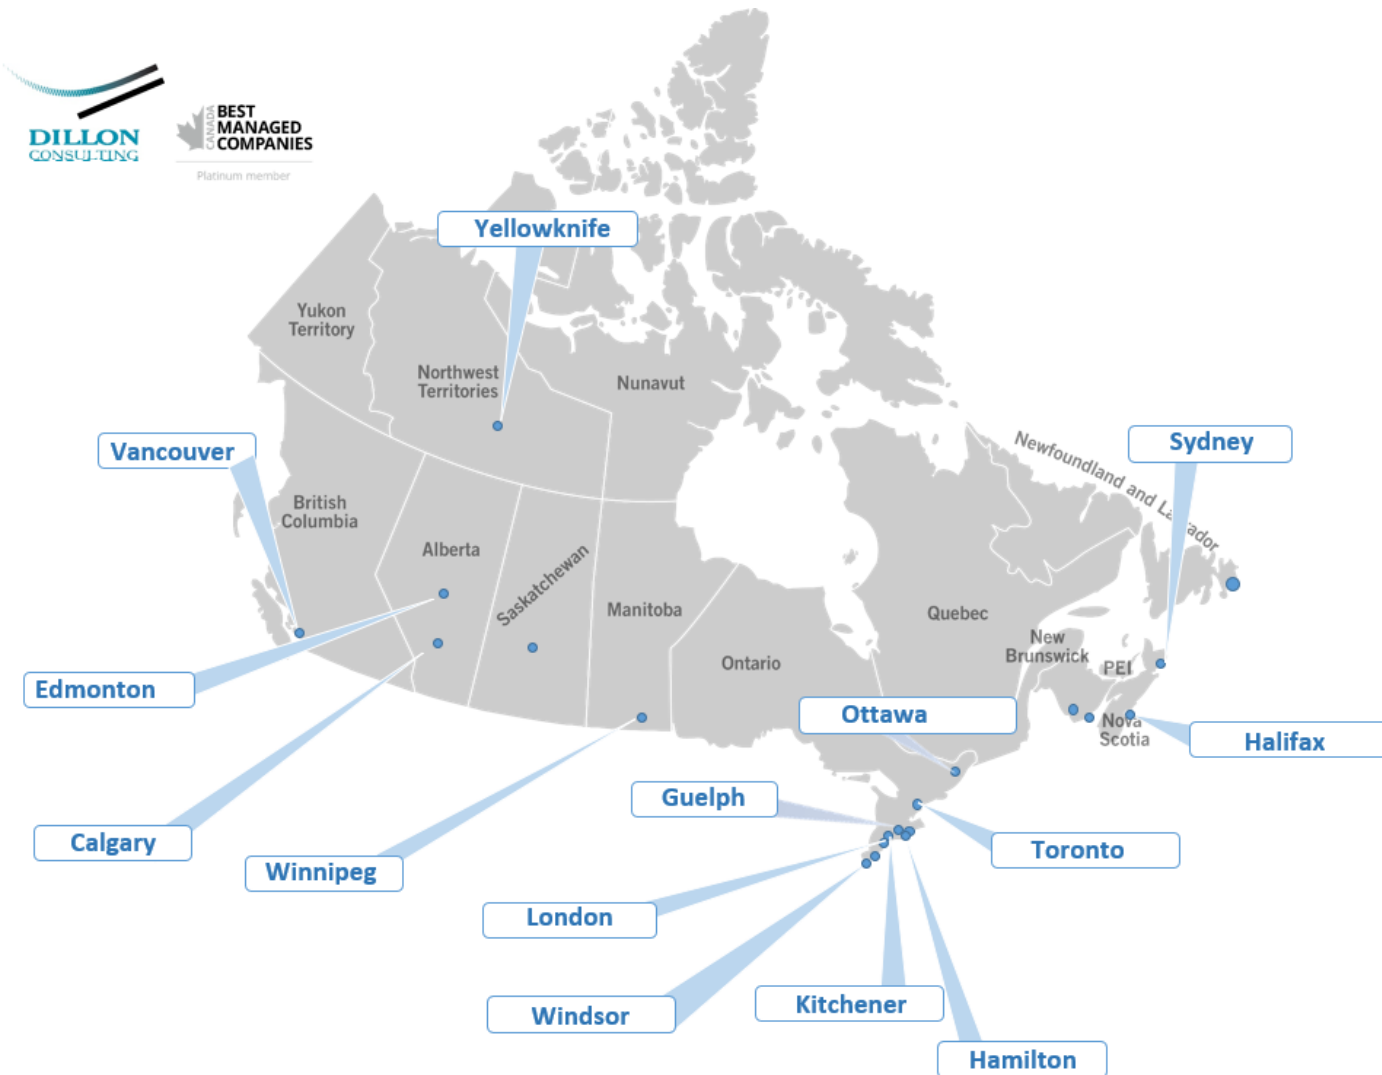 DILLON
CONSULTING
CANADA
BEST
MANAGED
COMPANIES
Platinum member
Yellowknife
Yukon
Territory
Northwest
Territories
Nunavut
Vancouver
British
Columbia
Alberta
Saskatchewan
Manitoba
Ontario
Quebec
Newfoundland and La
rador
Sydney
New
Brunswick
PEI
Nova
Scotia
Edmonton
Ottawa
Halifax
Guelph
Toronto
Calgary
Winnipeg
London
Kitchener
Windsor
Hamilton